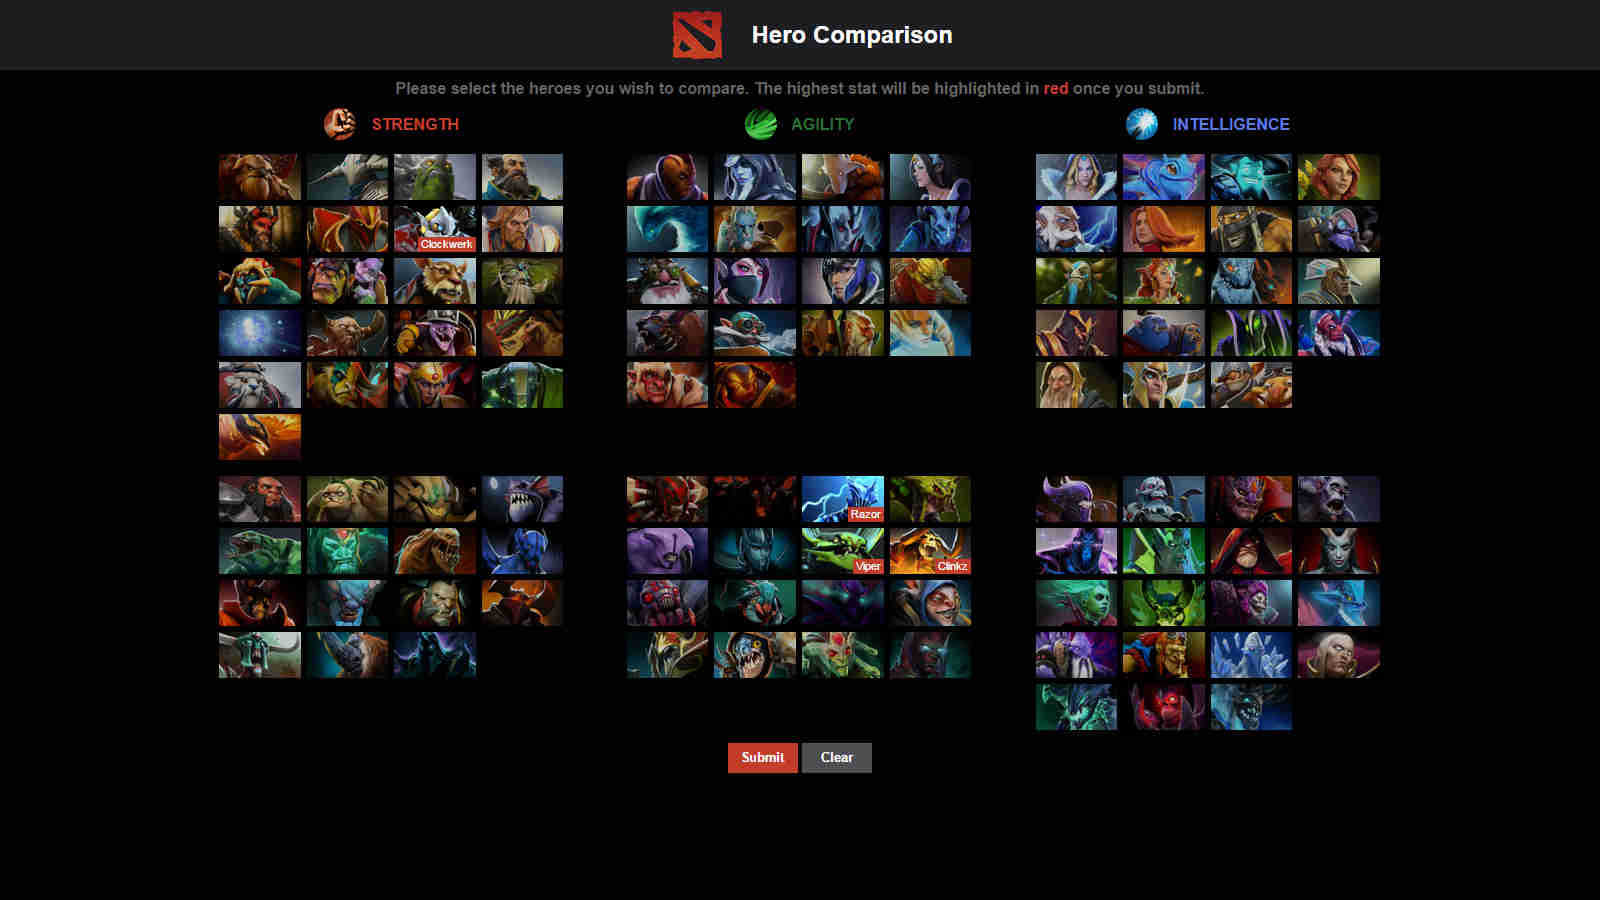 Hero Comparison
Please select the heroes you wish to compare. The highest stat will be highlighted in red once you submit.
STRENGTH
AGILITY
INTELLIGENCE
Clockwerk
Razor
Viper
Clinkz
Submit
Clear